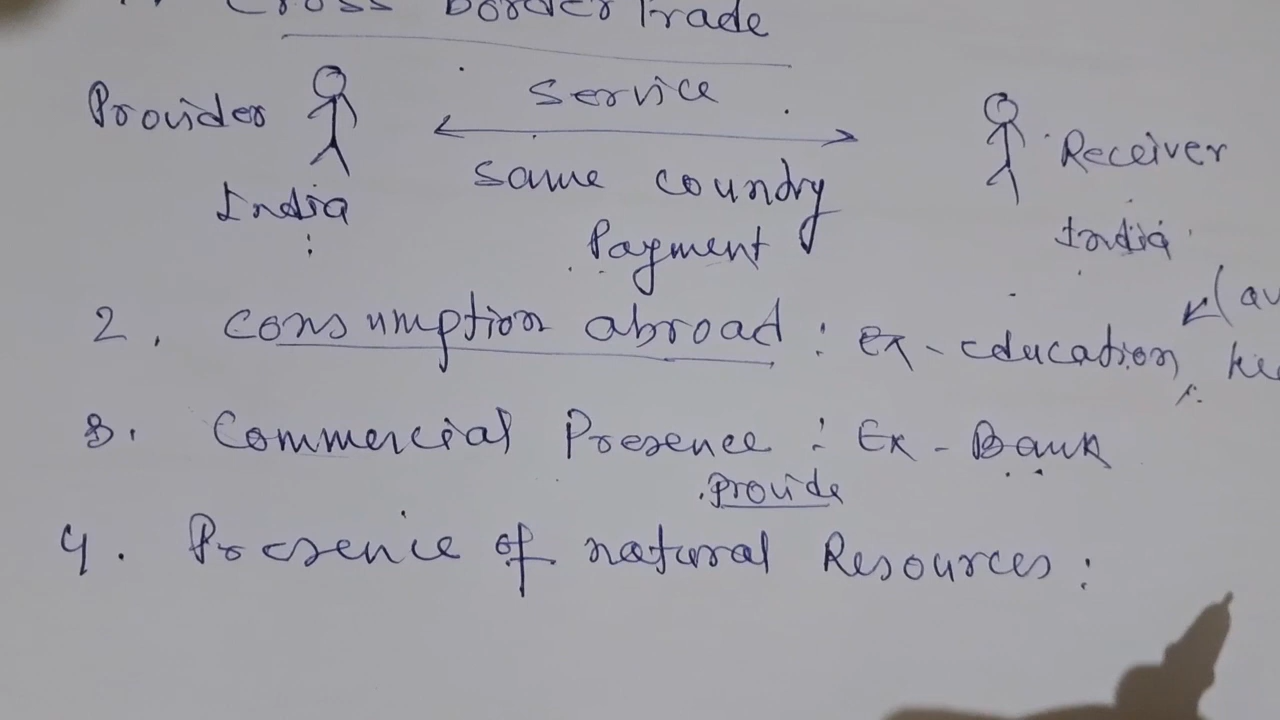 1. Cross Border Trade
Provider Service Receiver
India same country India
Payment
2. Consumption abroad : Ex - education,
3. Commercial Presence : Ex - Bank
provide
4. Presence of natural Resources :